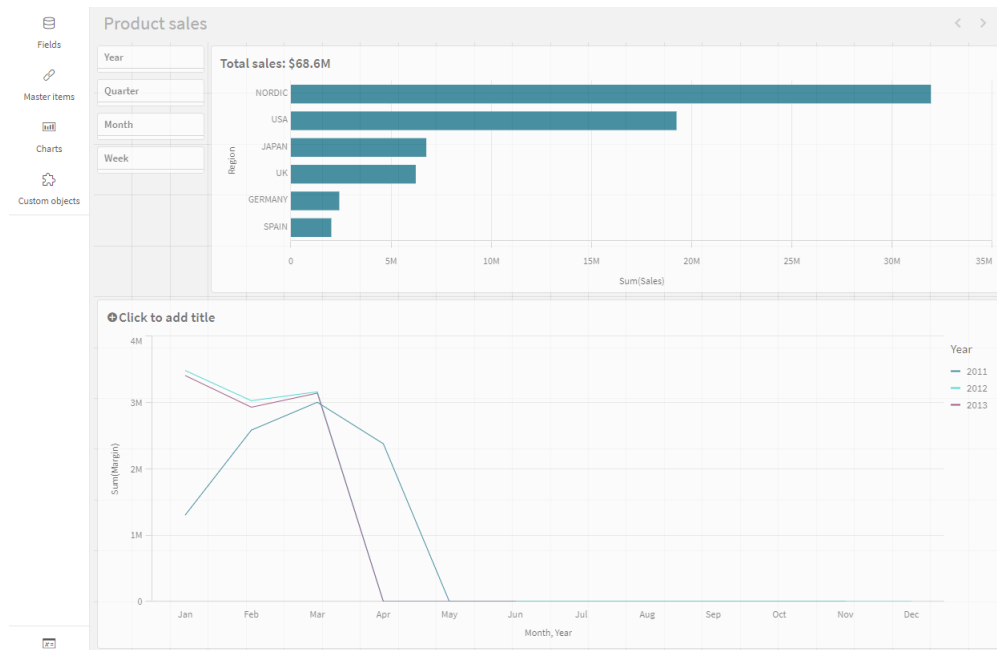 Fields
Master items
Charts
Custom objects
Product sales
Year
Quarter
Month
Week
Total sales: $68.6M
Region
NORDIC
USA
JAPAN
UK
GERMANY
SPAIN
0 5M 10M 15M 20M 25M 30M 35M
Sum(Sales)
Click to add title
Sum(Margin)
4M
3M
2M
1M
0
Jan Feb Mar Apr May Jun Jul Aug Sep Oct Nov Dec
Month, Year
Year
2011
2012
2013